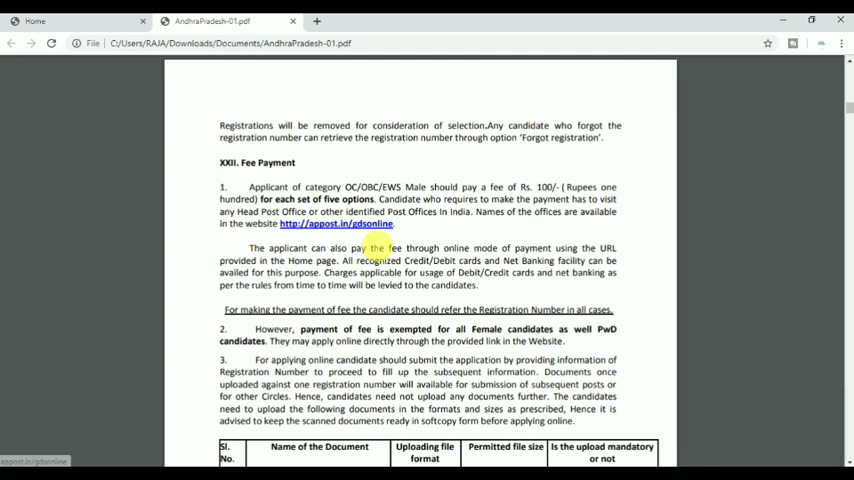 Home
AndhraPradesh-01.pdf
File
C:/Users/RAJA/Downloads/Documents/AndhraPradesh-01.pdf
Registrations will be removed for consideration of selection.Any candidate who forgot the
registration number can retrieve the registration number through option 'Forgot registration'.
XXII. Fee Payment
1. Applicant of category OC/OBC/EWS Male should pay a fee of Rs. 100/- ( Rupees one
hundred) for each set of five options. Candidate who requires to make the payment has to visit
any Head Post Office or other identified Post Offices In India. Names of the offices are available
in the website http://appost.in/gdsonline.
The applicant can also pay the fee through online mode of payment using the URL
provided in the Home page. All recognized Credit/Debit cards and Net Banking facility can be
availed for this purpose. Charges applicable for usage of Debit/Credit cards and net banking as
per the rules from time to time will be levied to the candidates.
For making the payment of fee the candidate should refer the Registration Number in all cases.
2. However, payment of fee is exempted for all Female candidates as well PwD
candidates. They may apply online directly through the provided link in the Website.
3. For applying online candidate should submit the application by providing information of
Registration Number to proceed to fill up the subsequent information. Documents once
uploaded against one registration number will available for submission of subsequent posts or
for other Circles. Hence, candidates need not upload any documents further. The candidates
need to upload the following documents in the formats and sizes as prescribed, Hence it is
advised to keep the scanned documents ready in softcopy form before applying online.
Sl. Name of the Document Uploading file Permitted file size Is the upload mandatory
No. format or not
appost.in/gdsonline